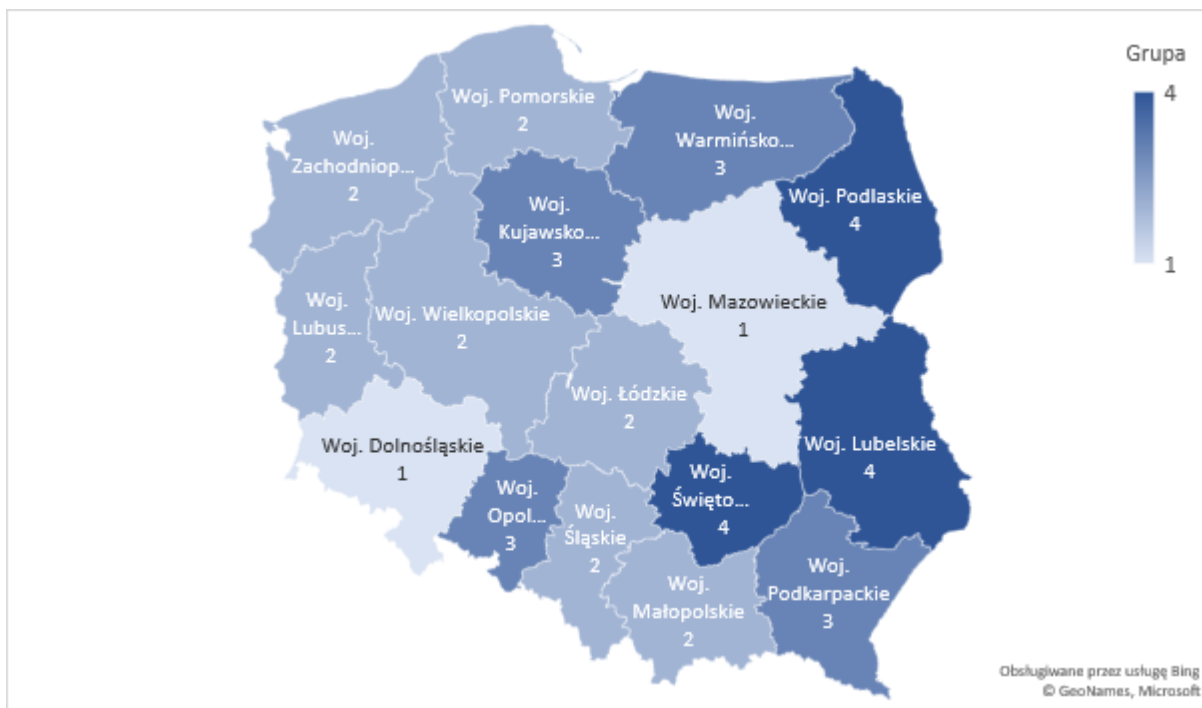 Grupa
4
1
Woj. Pomorskie
2
Woj.
Zachodniop...
2
Woj.
Warmińsko...
3
Woj. Podlaskie
4
Woj.
Kujawsko...
3
Woj. Mazowieckie
1
Woj.
Lubus...
2
Woj. Wielkopolskie
2
Woj. Łódzkie
2
Woj. Dolnośląskie
1
Woj. Lubelskie
4
Woj.
Święto...
4
Woj.
Opol...
3
Woj.
Śląskie
2
Woj.
Małopolskie
2
Woj.
Podkarpackie
3
Obsługiwane przez usługę Bing
© GeoNames, Microsoft